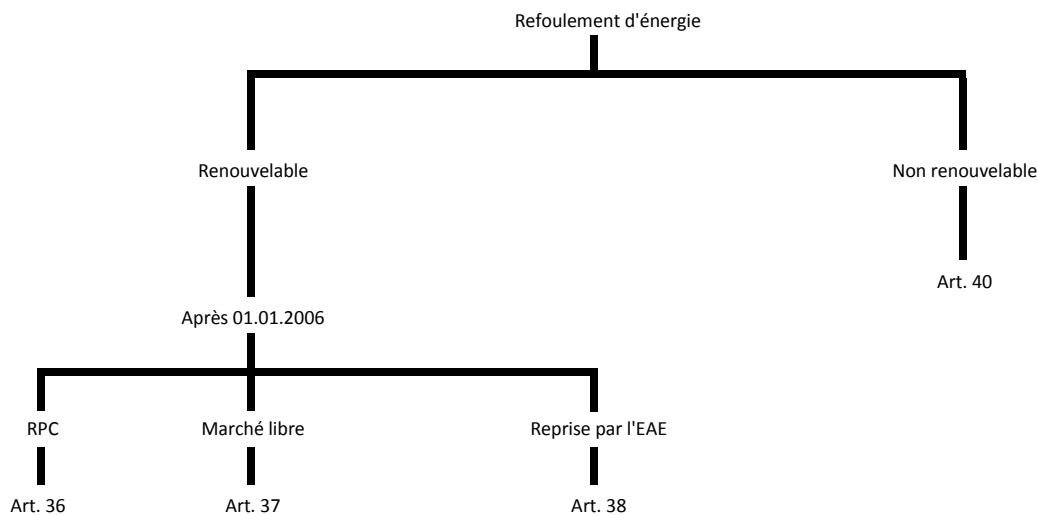 Refoulement d'énergie
Renouvelable
Non renouvelable
Art. 40
Après 01.01.2006
RPC
Marché libre
Reprise par l'EAE
Art. 36
Art. 37
Art. 38